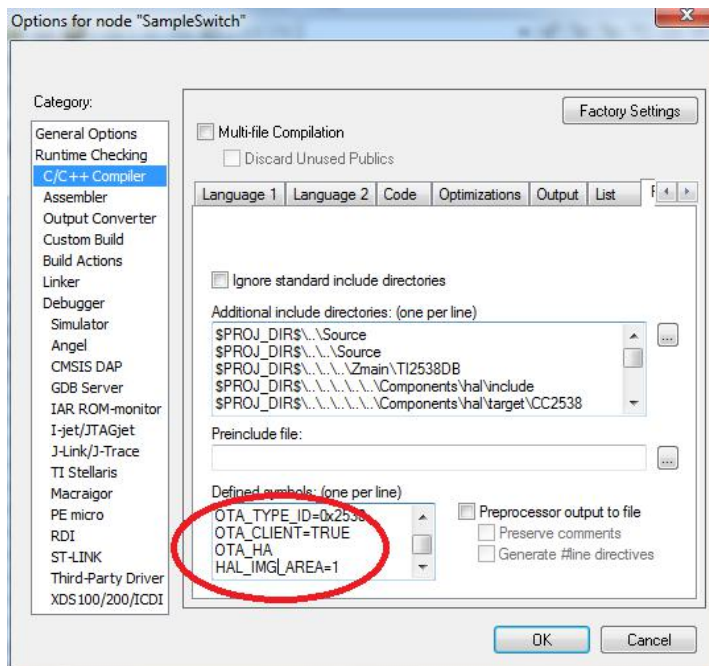 Options for node "SampleSwitch"
Category:
General Options
Runtime Checking
C/C++ Compiler
Assembler
Output Converter
Custom Build
Build Actions
Linker
Debugger
Simulator
Angel
CMSIS DAP
GDB Server
IAR ROM-monitor
I-jet/JTAGjet
J-Link/J-Trace
TI Stellaris
Macraigor
PE micro
RDI
ST-LINK
Third-Party Driver
XDS100/200/ICDI
Factory Settings
Multi-file Compilation
Discard Unused Publics
Language 1 Language 2 Code Optimizations Output List
Ignore standard include directories
Additional include directories: (one per line)
$PROJ_DIR$\..\Source
$PROJ_DIR$\..\..\Source
$PROJ_DIR$\..\..\..\Zmain\TI2538DB
$PROJ_DIR$\..\..\..\..\..\Components\hal\include
$PROJ_DIR$\..\..\..\..\..\Components\hal\target\CC2538
...
Preinclude file:
...
Defined symbols: (one per line)
OTA_CLIENT=TRUE
OTA_HA
HAL_IMG_AREA=1
Preprocessor output to file
Preserve comments
Generate #line directives
OK Cancel